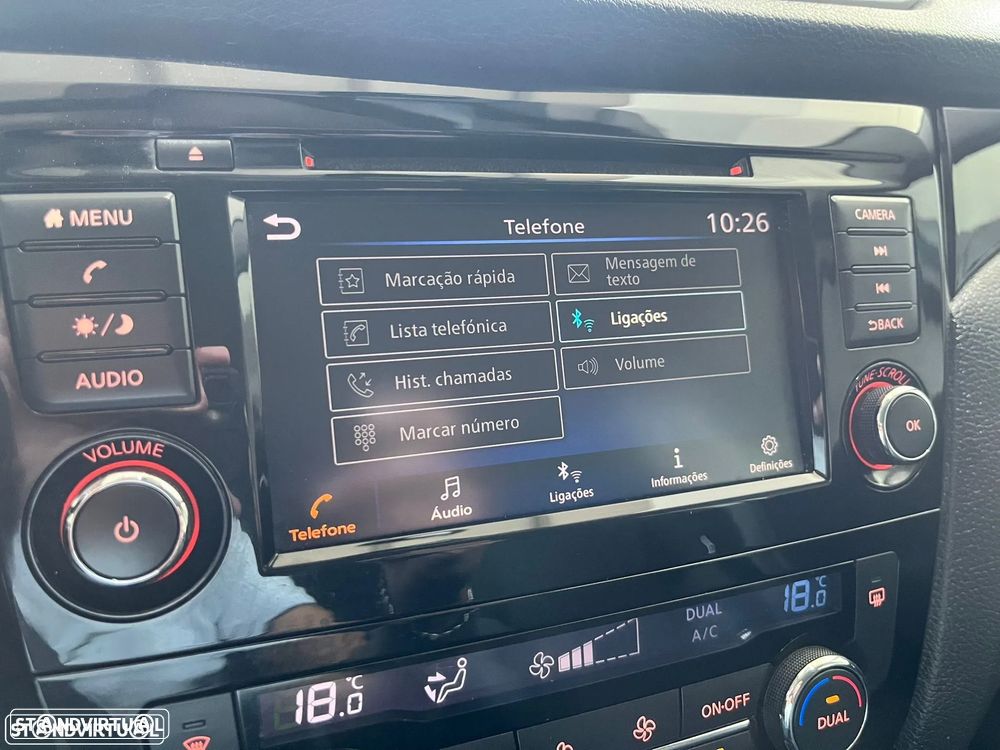 MENU
AUDIO
VOLUME
Telefone
10:26
Marcação rápida
Mensagem de
texto
Lista telefónica
Ligações
Hist. chamadas
Volume
Marcar número
Telefone
Áudio
Ligações
Informações
Definições
CAMERA
BACK
TUNE·SCROLL
OK
18.0 °C
DUAL
A/C
18.0 °C
ON·OFF
DUAL
STANDVIRTUAL